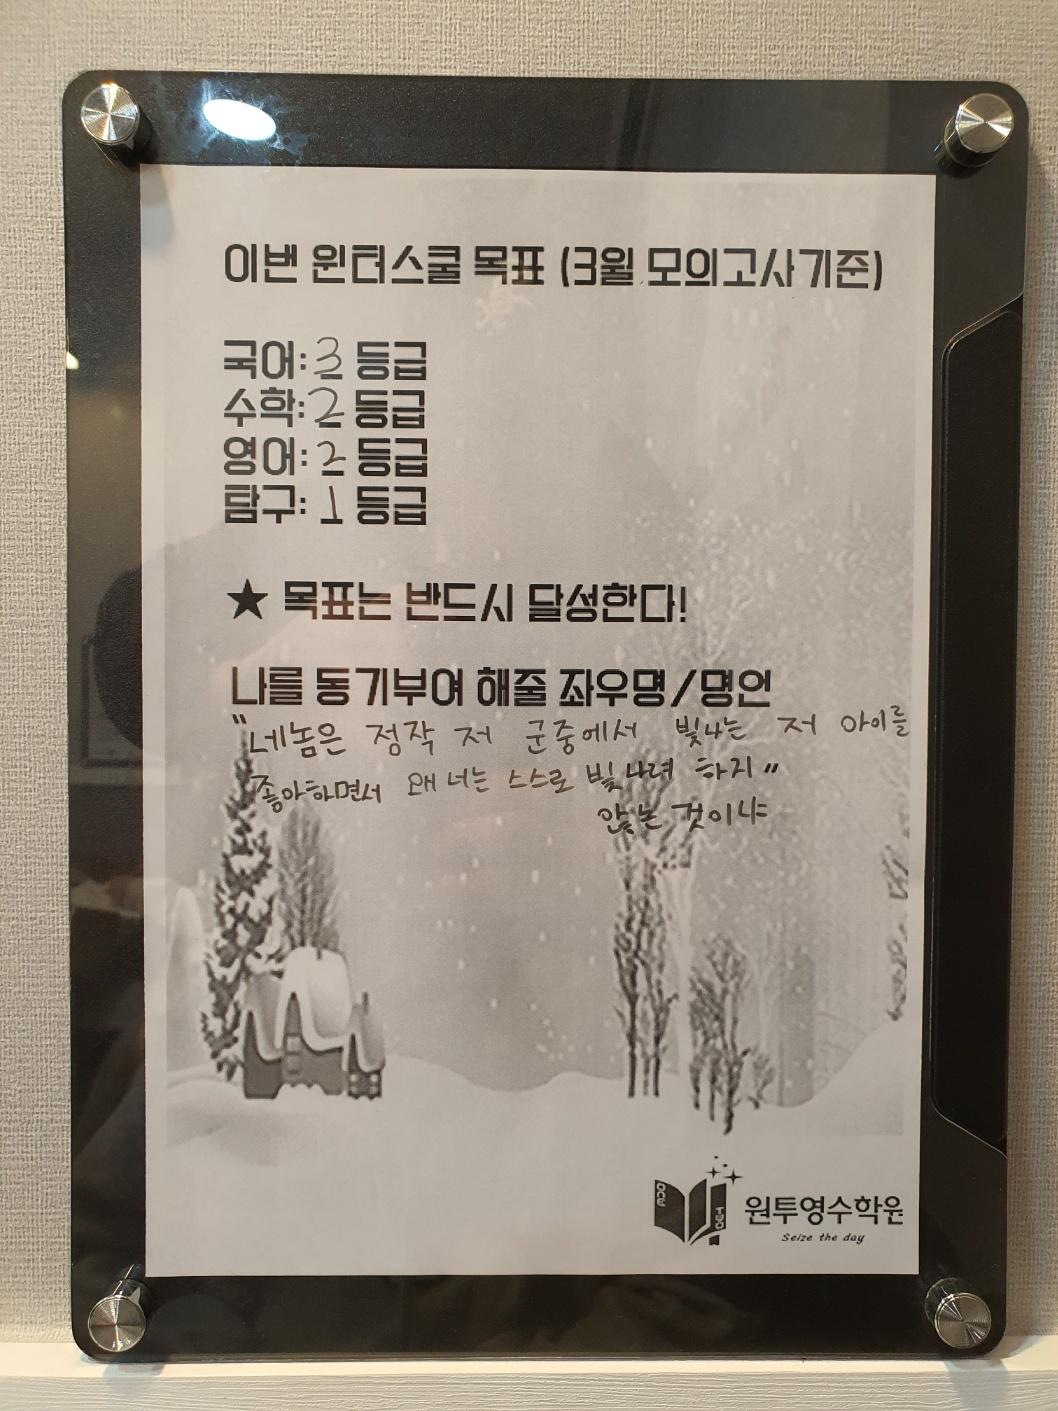 이번 윈터스쿨 목표 (3월 모의고사기준)
국어: 3 등급
수학: 2 등급
영어: 2 등급
탐구: 1 등급
★ 목표는 반드시 달성한다!
나를 동기부여 해줄 좌우명/명언
"네놈은 정작 저 군중에서 빛나는 저 아이를
좋아하면서 왜 너는 스스로 빛나려 하지"
않는 것이냐
ONE
TWO
원투영수학원
Seize the day